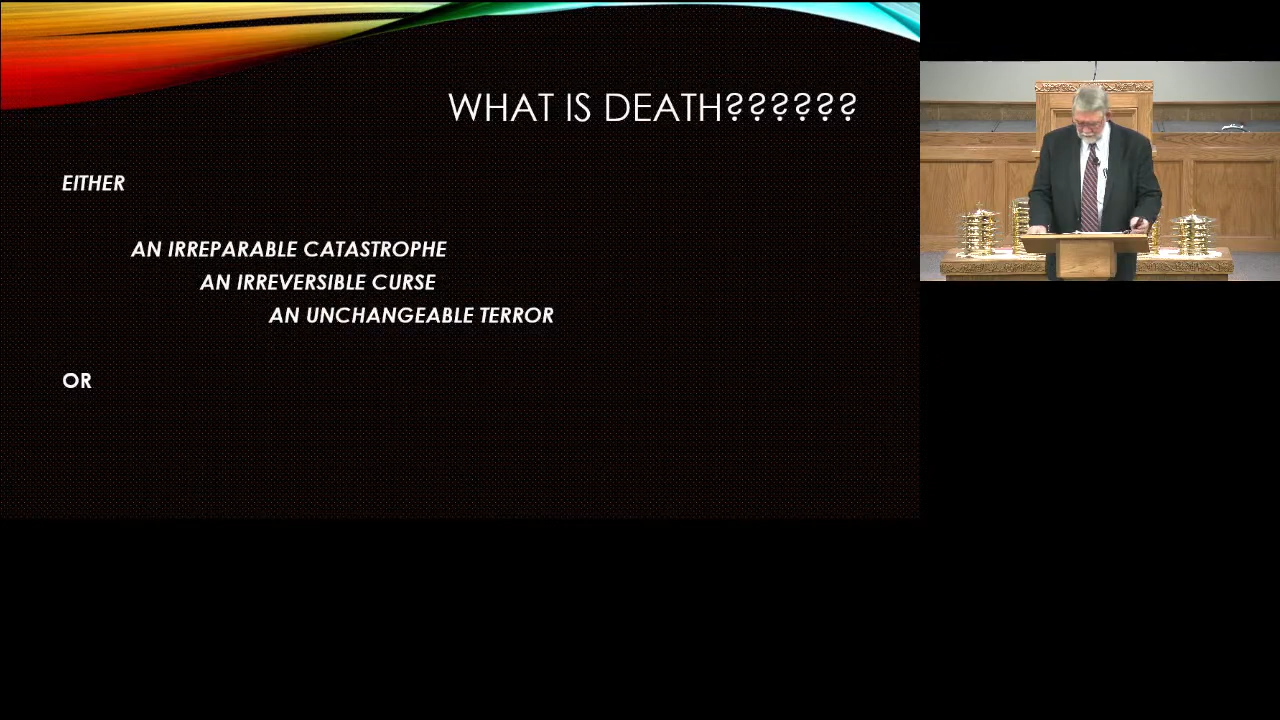 WHAT IS DEATH??????
EITHER
AN IRREPARABLE CATASTROPHE
AN IRREVERSIBLE CURSE
AN UNCHANGEABLE TERROR
OR